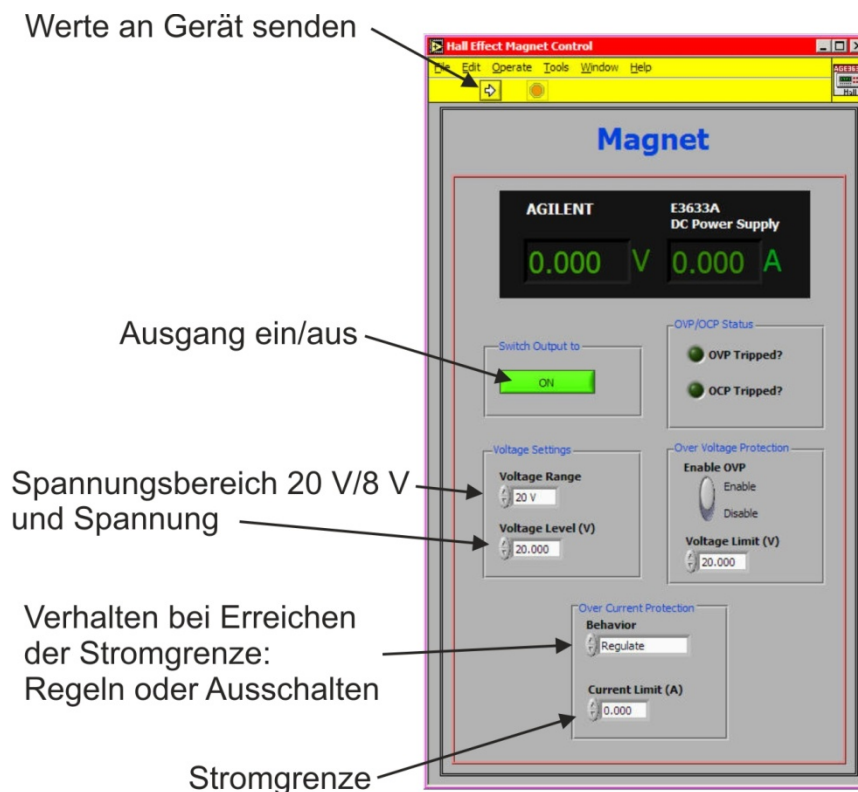 Werte an Gerät senden
Hall Effect Magnet Control
File Edit Operate Tools Window Help
Hall
Magnet
AGILENT
E3633A
DC Power Supply
0.000 V 0.000 A
Ausgang ein/aus
Switch Output to
ON
OVP/OCP Status
OVP Tripped?
OCP Tripped?
Spannungsbereich 20 V/8 V
und Spannung
Voltage Settings
Voltage Range
20 V
Voltage Level (V)
20.000
Over Voltage Protection
Enable OVP
Enable
Disable
Voltage Limit (V)
20.000
Verhalten bei Erreichen
der Stromgrenze:
Regeln oder Ausschalten
Over Current Protection
Behavior
Regulate
Current Limit (A)
0.000
Stromgrenze